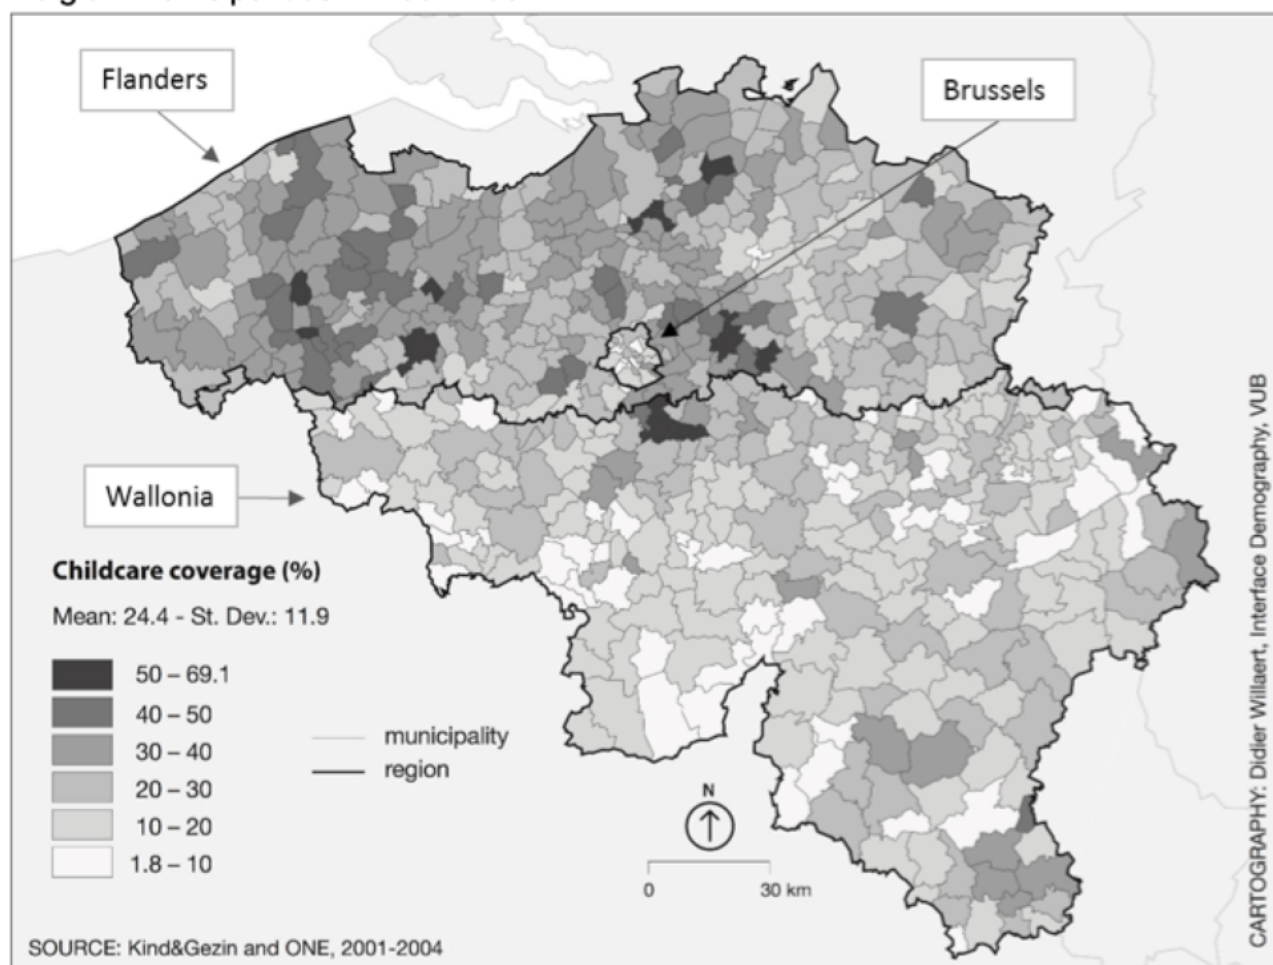 Flanders
Brussels
Wallonia
Childcare coverage (%)
Mean: 24.4 - St. Dev.: 11.9
50 – 69.1
40 – 50
30 – 40
20 – 30
10 – 20
1.8 – 10
municipality
region
N
0 30 km
SOURCE: Kind&Gezin and ONE, 2001-2004
CARTOGRAPHY: Didier Willaert, Interface Demography, VUB